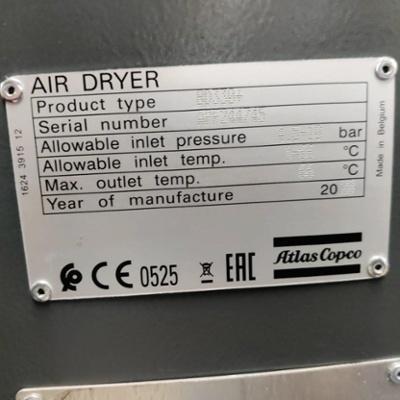 AIR DRYER
Product type
Serial number
Allowable inlet pressure bar
Allowable inlet temp. °C
Max. outlet temp. °C
Year of manufacture 20
1624 3915 12
Made in Belgium
CE 0525 EAC
Atlas Copco